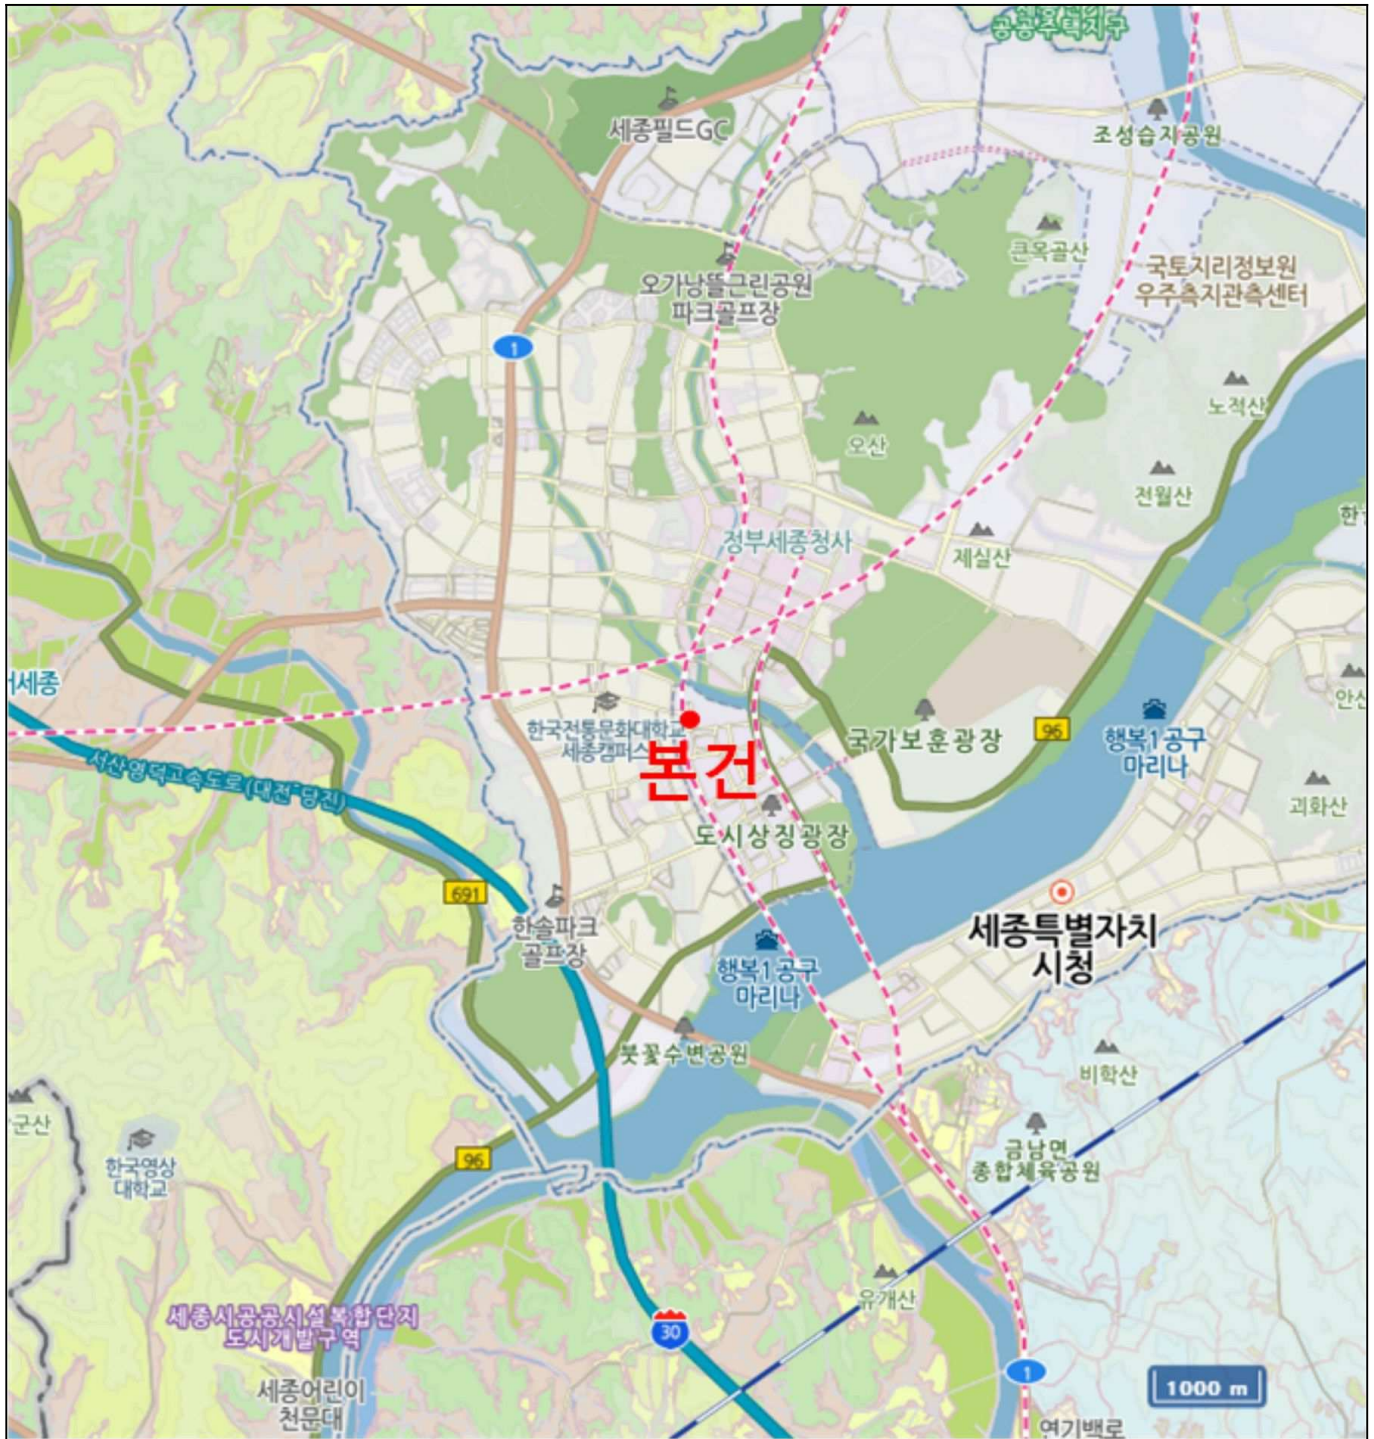 공공주택지구
세종필드GC
조성습지공원
큰옥골산
국토지리정보원
우주측지관측센터
오가낭뜰근린공원
파크골프장
1
노적산
오산
전월산
정부세종청사
제실산
세종
안산
한국전통문화대학교
세종캠퍼스
본건
국가보훈광장
96
행복1공구
마리나
서산영덕고속도로(대전~당진)
괴화산
도시상징광장
691
한솔파크
골프장
세종특별자치
시청
행복1공구
마리나
붓꽃수변공원
비학산
군산
한국영상
대학교
96
금남면
종합체육공원
유개산
세종시공공시설복합단지
도시개발구역
30
1
1000 m
세종어린이
천문대
연기백로